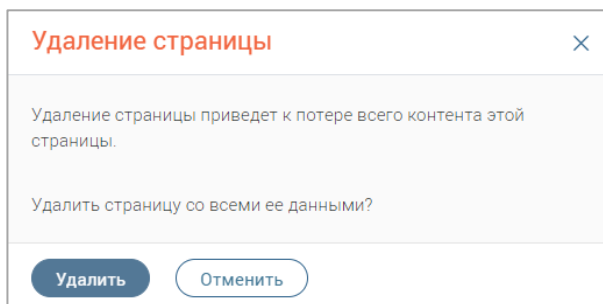 Удаление страницы
Удаление страницы приведет к потере всего контента этой
страницы.
Удалить страницу со всеми ее данными?
Удалить Отменить